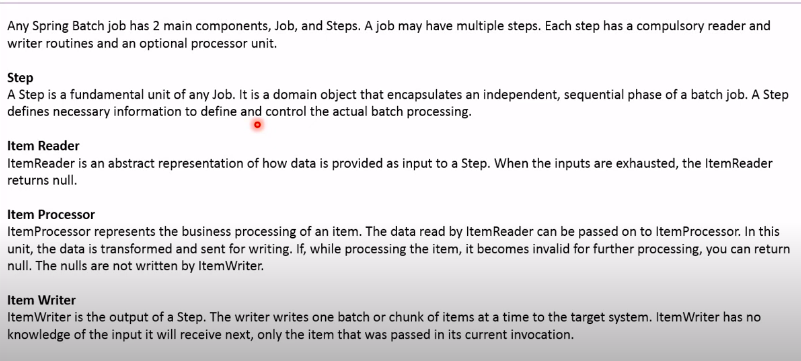 Any Spring Batch job has 2 main components, Job, and Steps. A job may have multiple steps. Each step has a compulsory reader and
writer routines and an optional processor unit.
Step
A Step is a fundamental unit of any Job. It is a domain object that encapsulates an independent, sequential phase of a batch job. A Step
defines necessary information to define and control the actual batch processing.
Item Reader
ItemReader is an abstract representation of how data is provided as input to a Step. When the inputs are exhausted, the ItemReader
returns null.
Item Processor
ItemProcessor represents the business processing of an item. The data read by ItemReader can be passed on to ItemProcessor. In this
unit, the data is transformed and sent for writing. If, while processing the item, it becomes invalid for further processing, you can return
null. The nulls are not written by ItemWriter.
Item Writer
ItemWriter is the output of a Step. The writer writes one batch or chunk of items at a time to the target system. ItemWriter has no
knowledge of the input it will receive next, only the item that was passed in its current invocation.